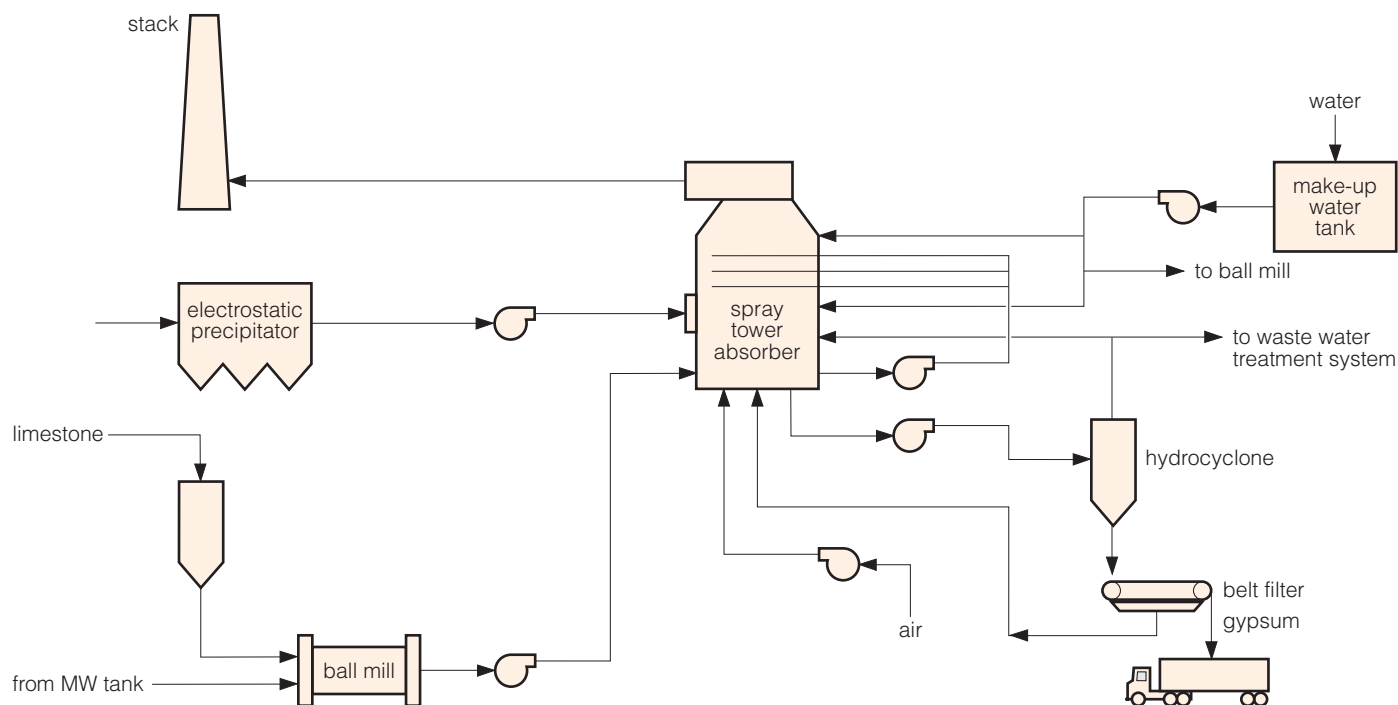 stack
water
make-up
water
tank
to ball mill
electrostatic
precipitator
spray
tower
absorber
to waste water
treatment system
limestone
hydrocyclone
belt filter
gypsum
air
ball mill
from MW tank